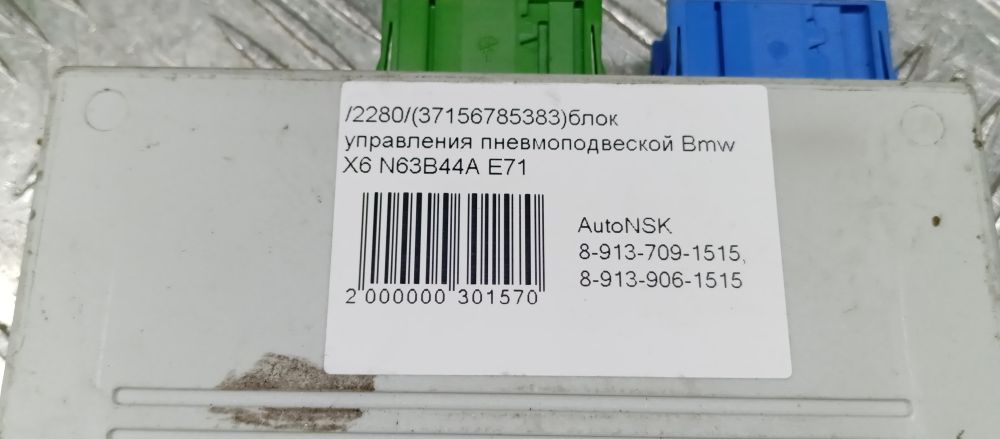 /2280/(37156785383)блок
управления пневмоподвеской Bmw
X6 N63B44A E71
AutoNSK
8-913-709-1515,
8-913-906-1515
2 000000 301570